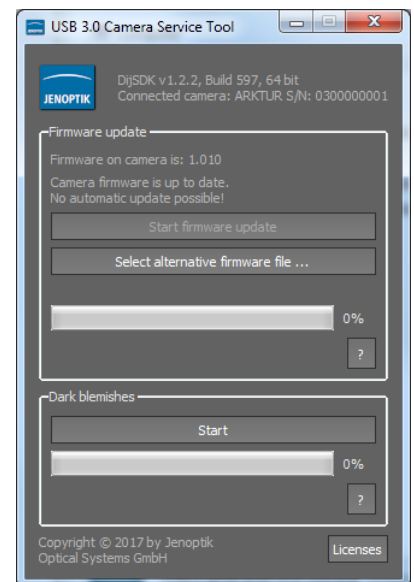 USB 3.0 Camera Service Tool
JENOPTIK
DijSDK v1.2.2, Build 597, 64 bit
Connected camera: ARKTUR S/N: 0300000001
Firmware update
Firmware on camera is: 1.010
Camera firmware is up to date.
No automatic update possible!
Start firmware update
Select alternative firmware file ...
0%
?
Dark blemishes
Start
0%
?
Copyright © 2017 by Jenoptik
Optical Systems GmbH
Licenses